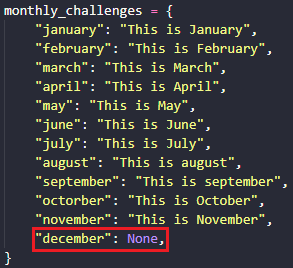 monthly_challenges = {
    "january": "This is January",
    "february": "This is February",
    "march": "This is March",
    "april": "This is April",
    "may": "This is May",
    "june": "This is June",
    "july": "This is July",
    "august": "This is august",
    "september": "This is september",
    "octorber": "This is October",
    "november": "This is November",
    "december": None,
}